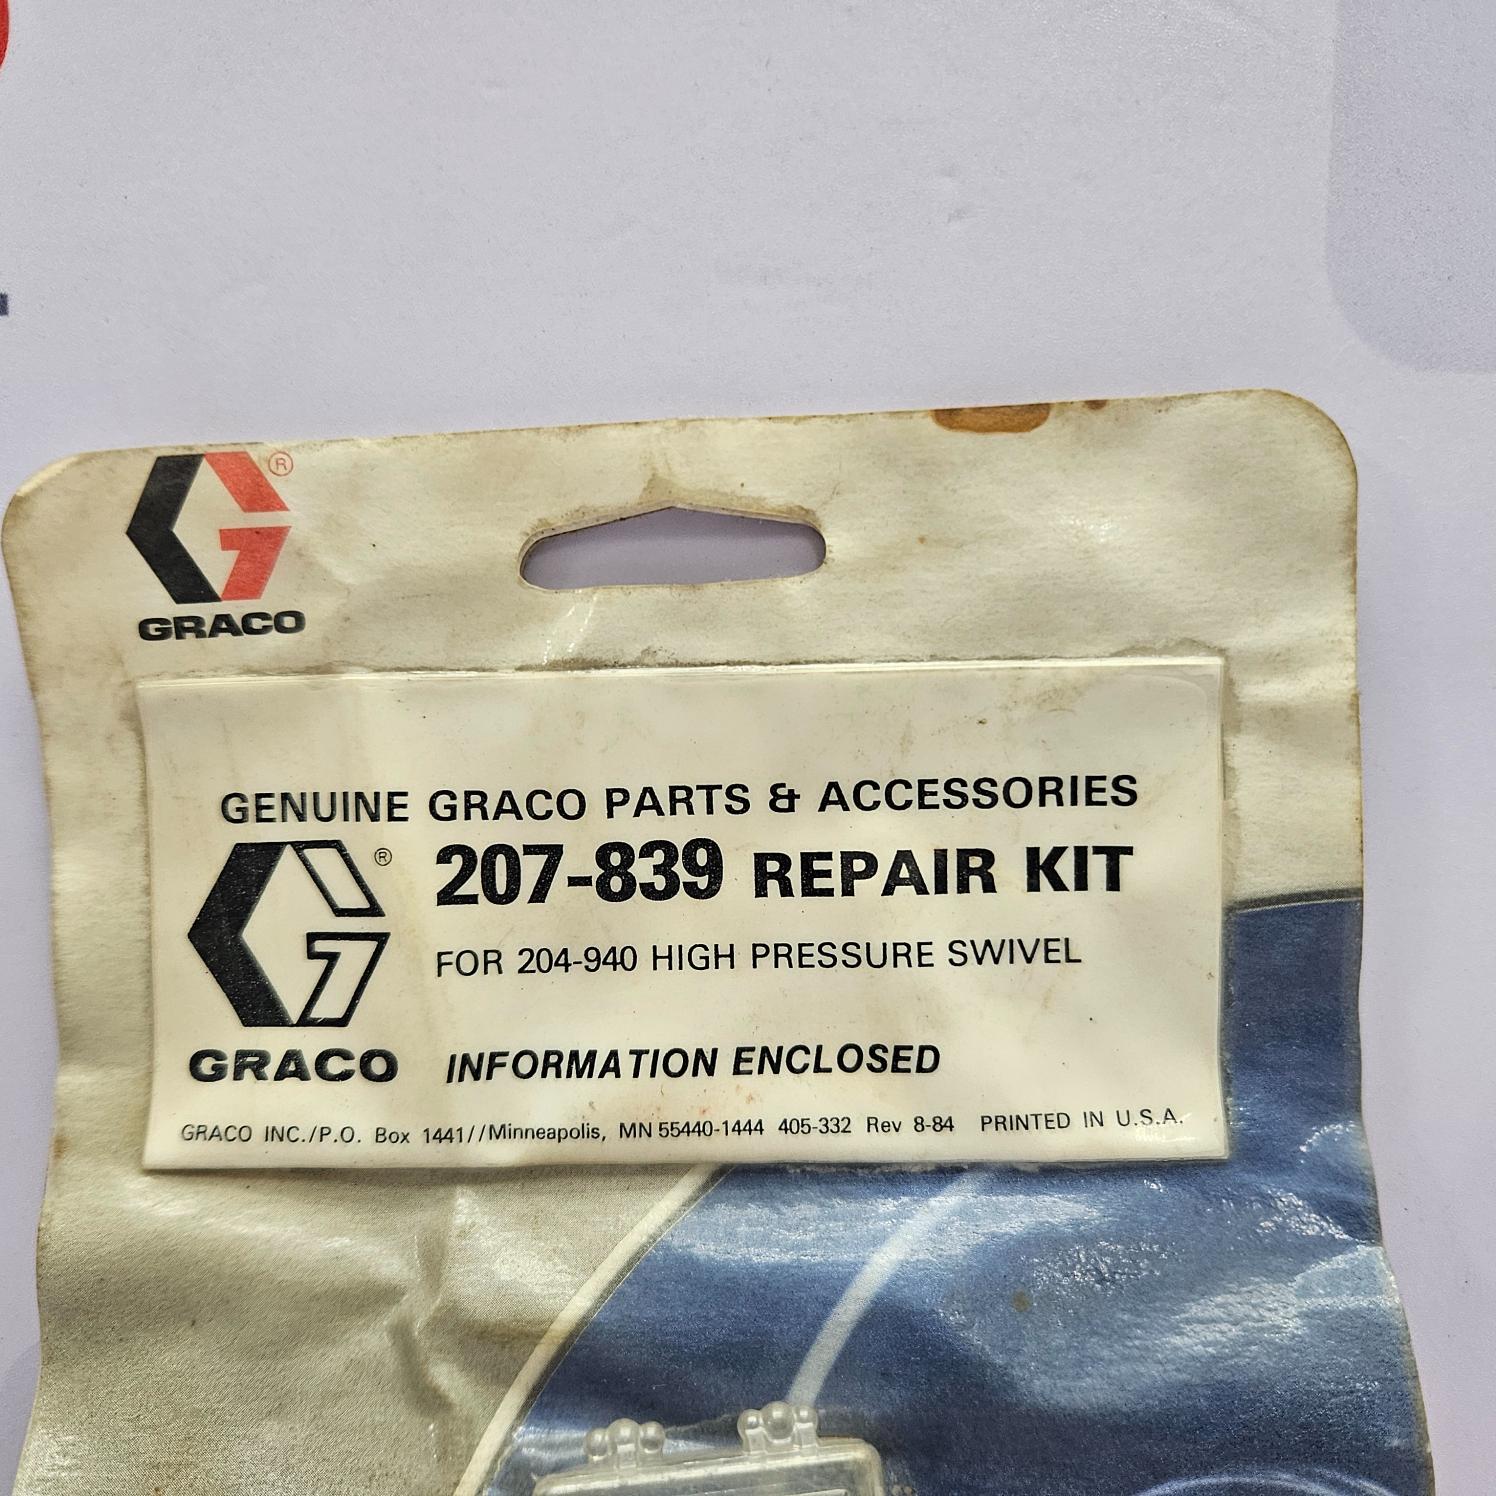 ®
GRACO
GENUINE GRACO PARTS & ACCESSORIES
® 207-839 REPAIR KIT
FOR 204-940 HIGH PRESSURE SWIVEL
GRACO INFORMATION ENCLOSED
GRACO INC./P.O. Box 1441//Minneapolis, MN 55440-1444 405-332 Rev 8-84 PRINTED IN U.S.A.